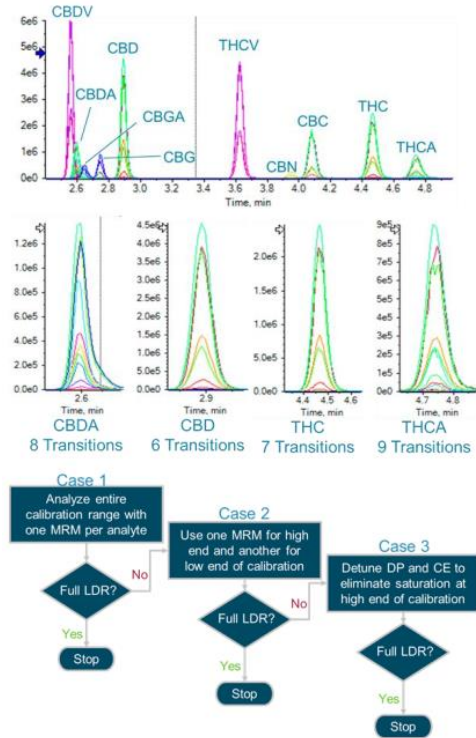 CBDV
CBD
THCV
CBDA
CBGA
CBG
CBC
THC
THCA
CBN
6e6
5e6
4e6
3e6
2e6
1e6
0e0
2.6 2.8 3.0 3.2 3.4 3.6 3.8 4.0 4.2 4.4 4.6 4.8
Time, min
1.2e6
1.0e6
8.0e5
6.0e5
4.0e5
2.0e5
0.0e0
2.6
Time, min
4.5e6
4.0e6
3.5e6
3.0e6
2.5e6
2.0e6
1.5e6
1.0e6
5.0e5
0.0e0
2.9
Time, min
2.0e6
1.5e6
1.0e6
5.0e5
0.0e0
4.4 4.5 4.6
Time, min
9e5
8e5
7e5
6e5
5e5
4e5
3e5
2e5
1e5
0e0
4.7 4.8
Time, min
CBDA
8 Transitions
CBD
6 Transitions
THC
7 Transitions
THCA
9 Transitions
Case 1
Analyze entire
calibration range with
one MRM per analyte
Full LDR?
No
Yes
Stop
Case 2
Use one MRM for high
end and another for
low end of calibration
Full LDR?
No
Yes
Stop
Case 3
Detune DP and CE to
eliminate saturation at
high end of calibration
Full LDR?
Yes
Stop